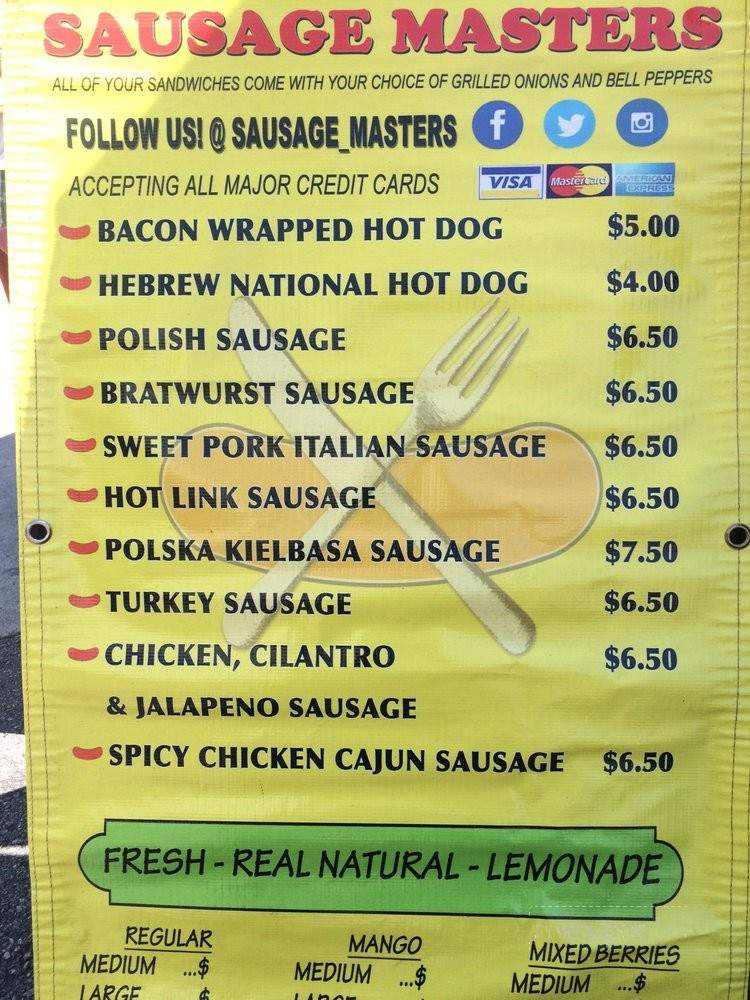 SAUSAGE MASTERS
ALL OF YOUR SANDWICHES COME WITH YOUR CHOICE OF GRILLED ONIONS AND BELL PEPPERS
FOLLOW US! @ SAUSAGE_MASTERS f
ACCEPTING ALL MAJOR CREDIT CARDS VISA MasterCard AMERICAN EXPRESS
BACON WRAPPED HOT DOG $5.00
HEBREW NATIONAL HOT DOG $4.00
POLISH SAUSAGE $6.50
BRATWURST SAUSAGE $6.50
SWEET PORK ITALIAN SAUSAGE $6.50
HOT LINK SAUSAGE $6.50
POLSKA KIELBASA SAUSAGE $7.50
TURKEY SAUSAGE $6.50
CHICKEN, CILANTRO $6.50
& JALAPENO SAUSAGE
SPICY CHICKEN CAJUN SAUSAGE $6.50
FRESH - REAL NATURAL - LEMONADE
REGULAR MANGO MIXED BERRIES
MEDIUM ...$ MEDIUM ...$ MEDIUM ...$
LARGE $ LARGE